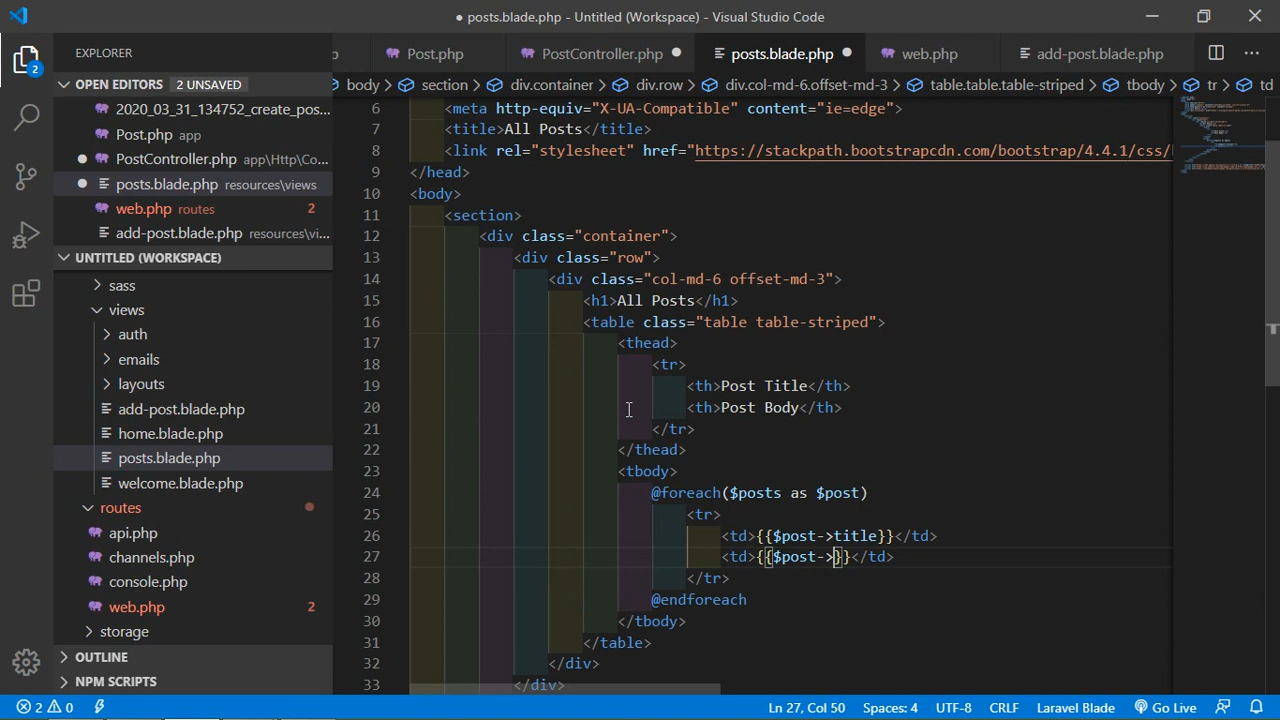 posts.blade.php - Untitled (Workspace) - Visual Studio Code
EXPLORER
OPEN EDITORS 2 UNSAVED
2020_03_31_134752_create_pos...
Post.php app
PostController.php app\Http\Co...
posts.blade.php resources\views
web.php routes 2
add-post.blade.php resources\vi...
UNTITLED (WORKSPACE)
sass
views
auth
emails
layouts
add-post.blade.php
home.blade.php
posts.blade.php
welcome.blade.php
routes
api.php
channels.php
console.php
web.php 2
storage
OUTLINE
NPM SCRIPTS
2
Post.php PostController.php posts.blade.php web.php add-post.blade.php
body section div.container div.row div.col-md-6.offset-md-3 table.table.table-striped tbody tr td
6 <meta http-equiv="X-UA-Compatible" content="ie=edge">
7 <title>All Posts</title>
8 <link rel="stylesheet" href="https://stackpath.bootstrapcdn.com/bootstrap/4.4.1/css/
9 </head>
10 <body>
11 <section>
12 <div class="container">
13 <div class="row">
14 <div class="col-md-6 offset-md-3">
15 <h1>All Posts</h1>
16 <table class="table table-striped">
17 <thead>
18 <tr>
19 <th>Post Title</th>
20 <th>Post Body</th>
21 </tr>
22 </thead>
23 <tbody>
24 @foreach($posts as $post)
25 <tr>
26 <td>{{$post->title}}</td>
27 <td>{{$post->}}</td>
28 </tr>
29 @endforeach
30 </tbody>
31 </table>
32 </div>
33 </div>
2 0 Ln 27, Col 50 Spaces: 4 UTF-8 CRLF Laravel Blade Go Live